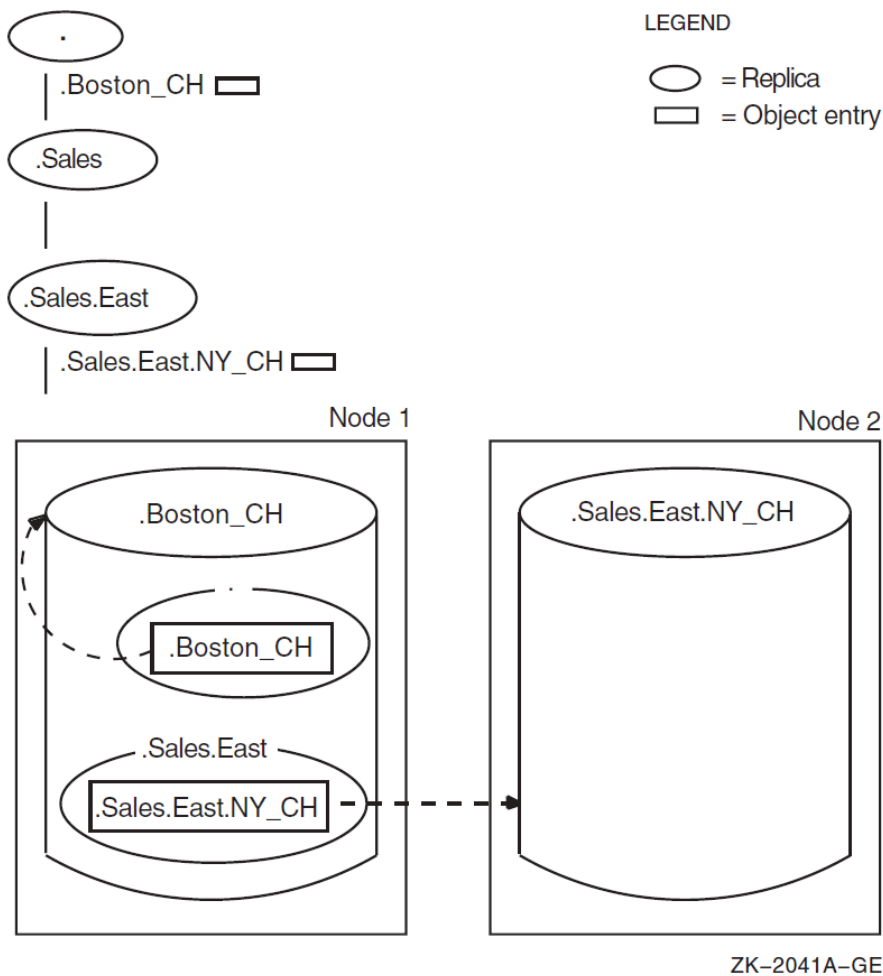 .
LEGEND
.Boston_CH
= Replica
= Object entry
.Sales
.Sales.East
.Sales.East.NY_CH
Node 1
Node 2
.Boston_CH
.Sales.East.NY_CH
.
.Boston_CH
.Sales.East
.Sales.East.NY_CH
ZK–2041A–GE